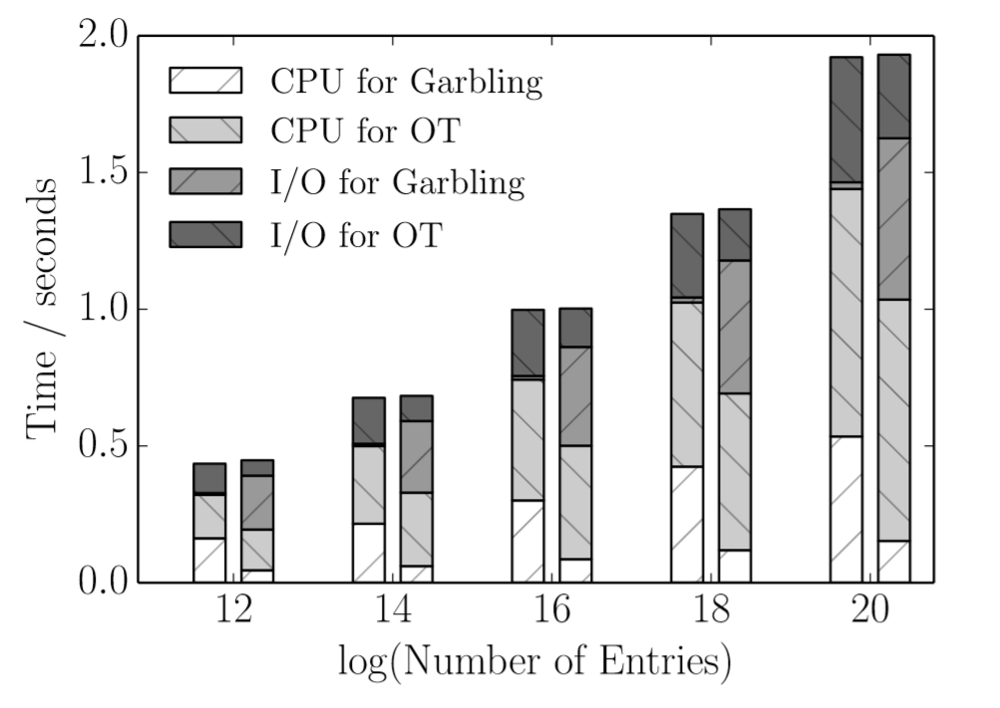 2.0
1.5
1.0
0.5
0.0
Time / seconds
CPU for Garbling
CPU for OT
I/O for Garbling
I/O for OT
12 14 16 18 20
log(Number of Entries)